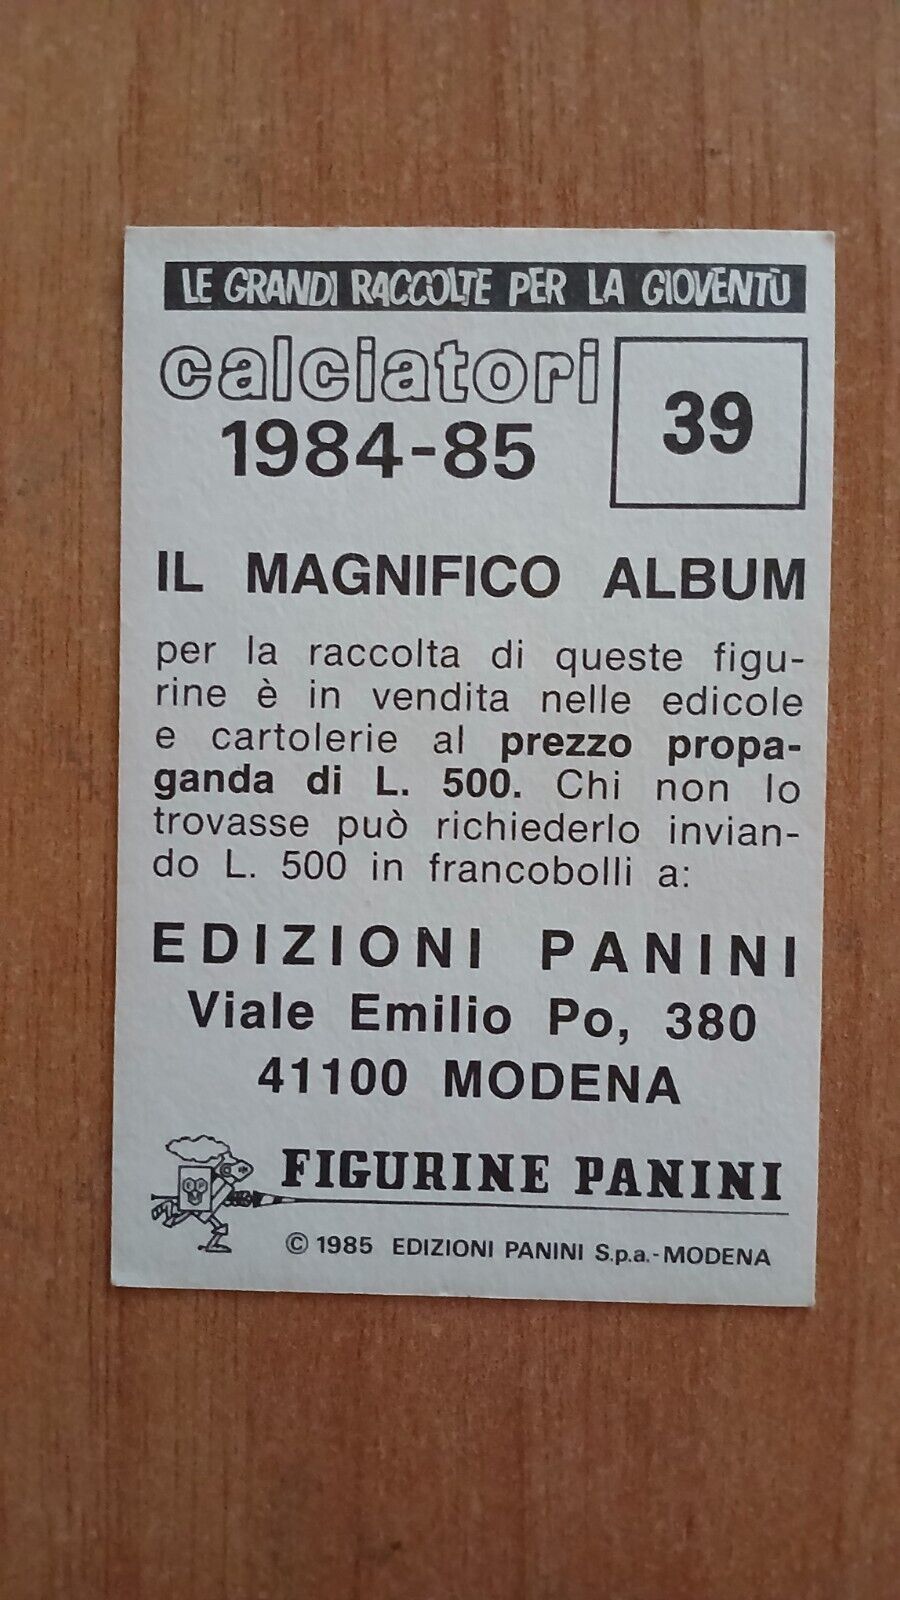 LE GRANDI RACCOLTE PER LA GIOVENTÙ
calciatori
1984-85
39
IL MAGNIFICO ALBUM
per la raccolta di queste figu-
rine è in vendita nelle edicole
e cartolerie al prezzo propa-
ganda di L. 500. Chi non lo
trovasse può richiederlo invian-
do L. 500 in francobolli a:
EDIZIONI PANINI
Viale Emilio Po, 380
41100 MODENA
FIGURINE PANINI
© 1985 EDIZIONI PANINI S.p.a.-MODENA